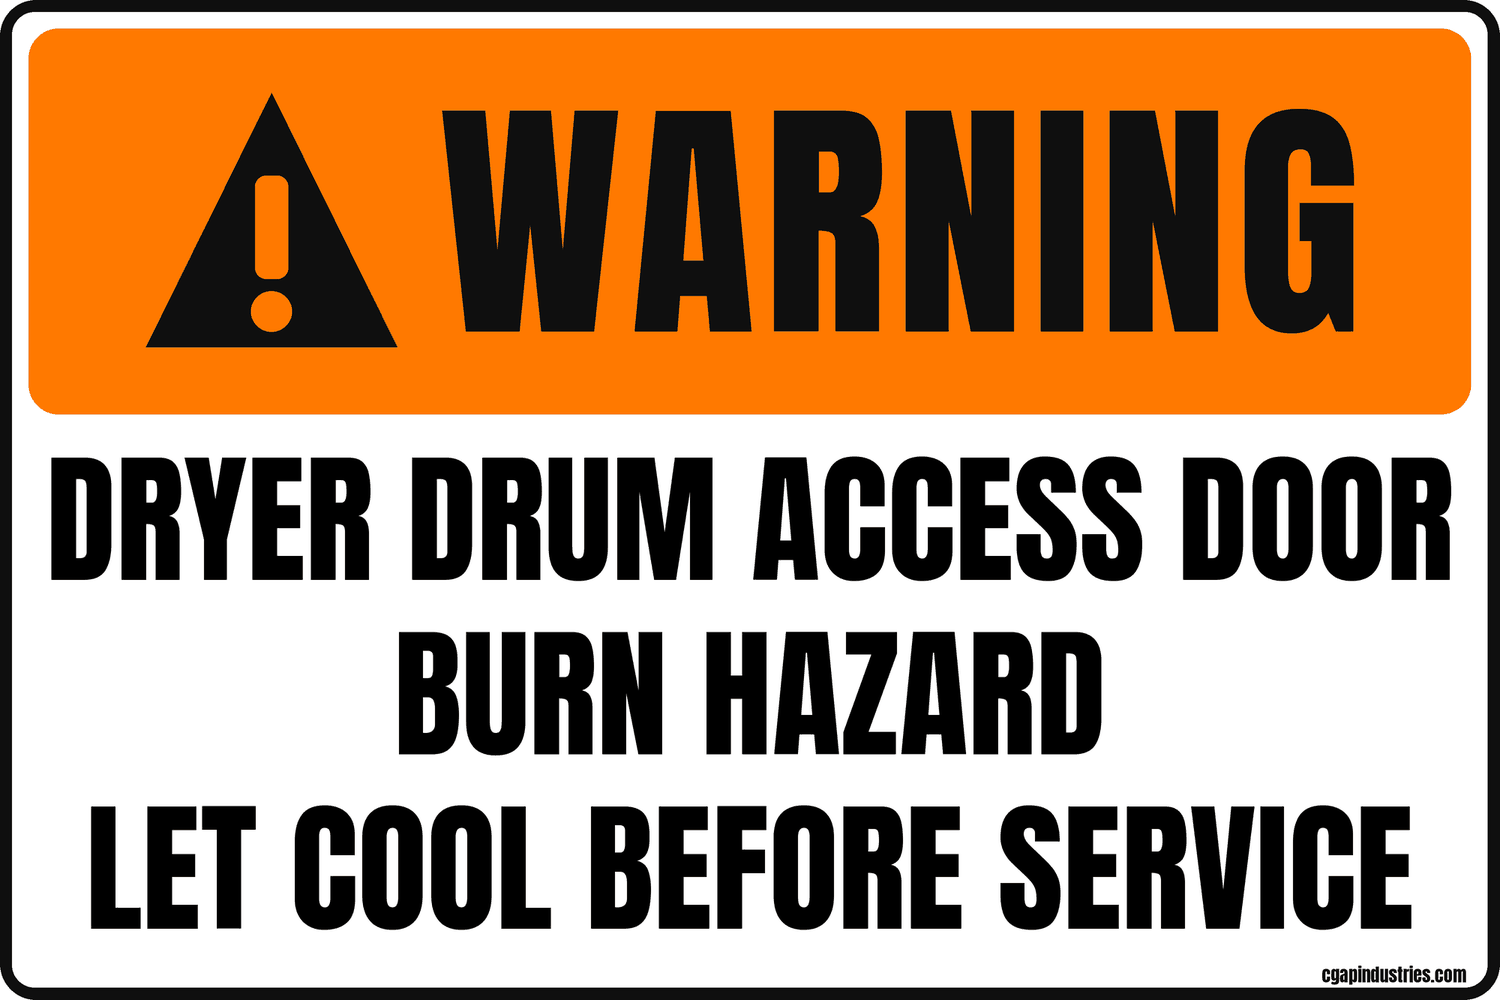 WARNING
DRYER DRUM ACCESS DOOR
BURN HAZARD
LET COOL BEFORE SERVICE
cgapindustries.com